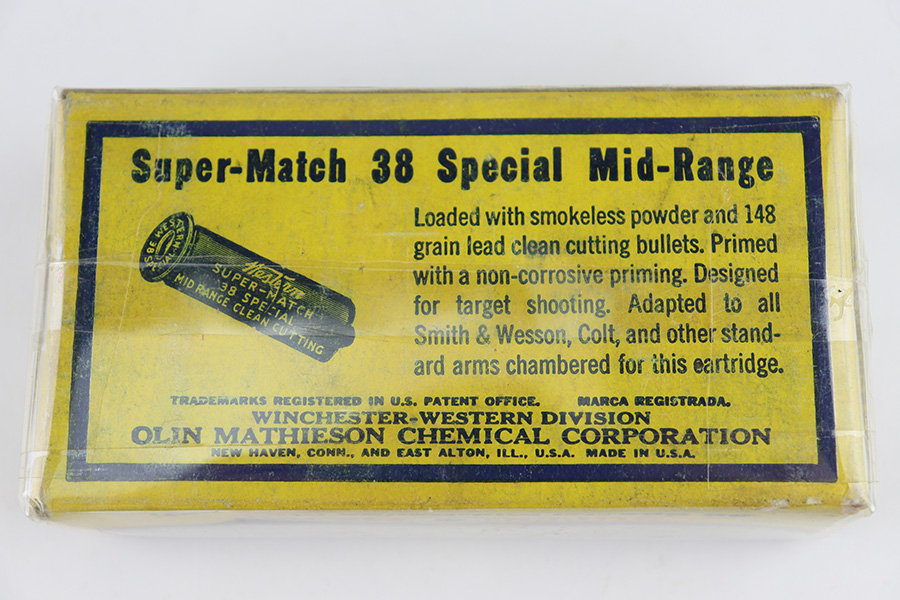 Super-Match 38 Special Mid-Range
Loaded with smokeless powder and 148
grain lead clean cutting bullets. Primed
with a non-corrosive priming. Designed
for target shooting. Adapted to all
Smith & Wesson, Colt, and other stand-
ard arms chambered for this eartridge.
Western
SUPER-MATCH
38 SPECIAL
MID RANGE CLEAN CUTTING
TRADEMARKS REGISTERED IN U.S. PATENT OFFICE. MARCA REGISTRADA.
WINCHESTER-WESTERN DIVISION
OLIN MATHIESON CHEMICAL CORPORATION
NEW HAVEN, CONN., AND EAST ALTON, ILL., U.S.A. MADE IN U.S.A.